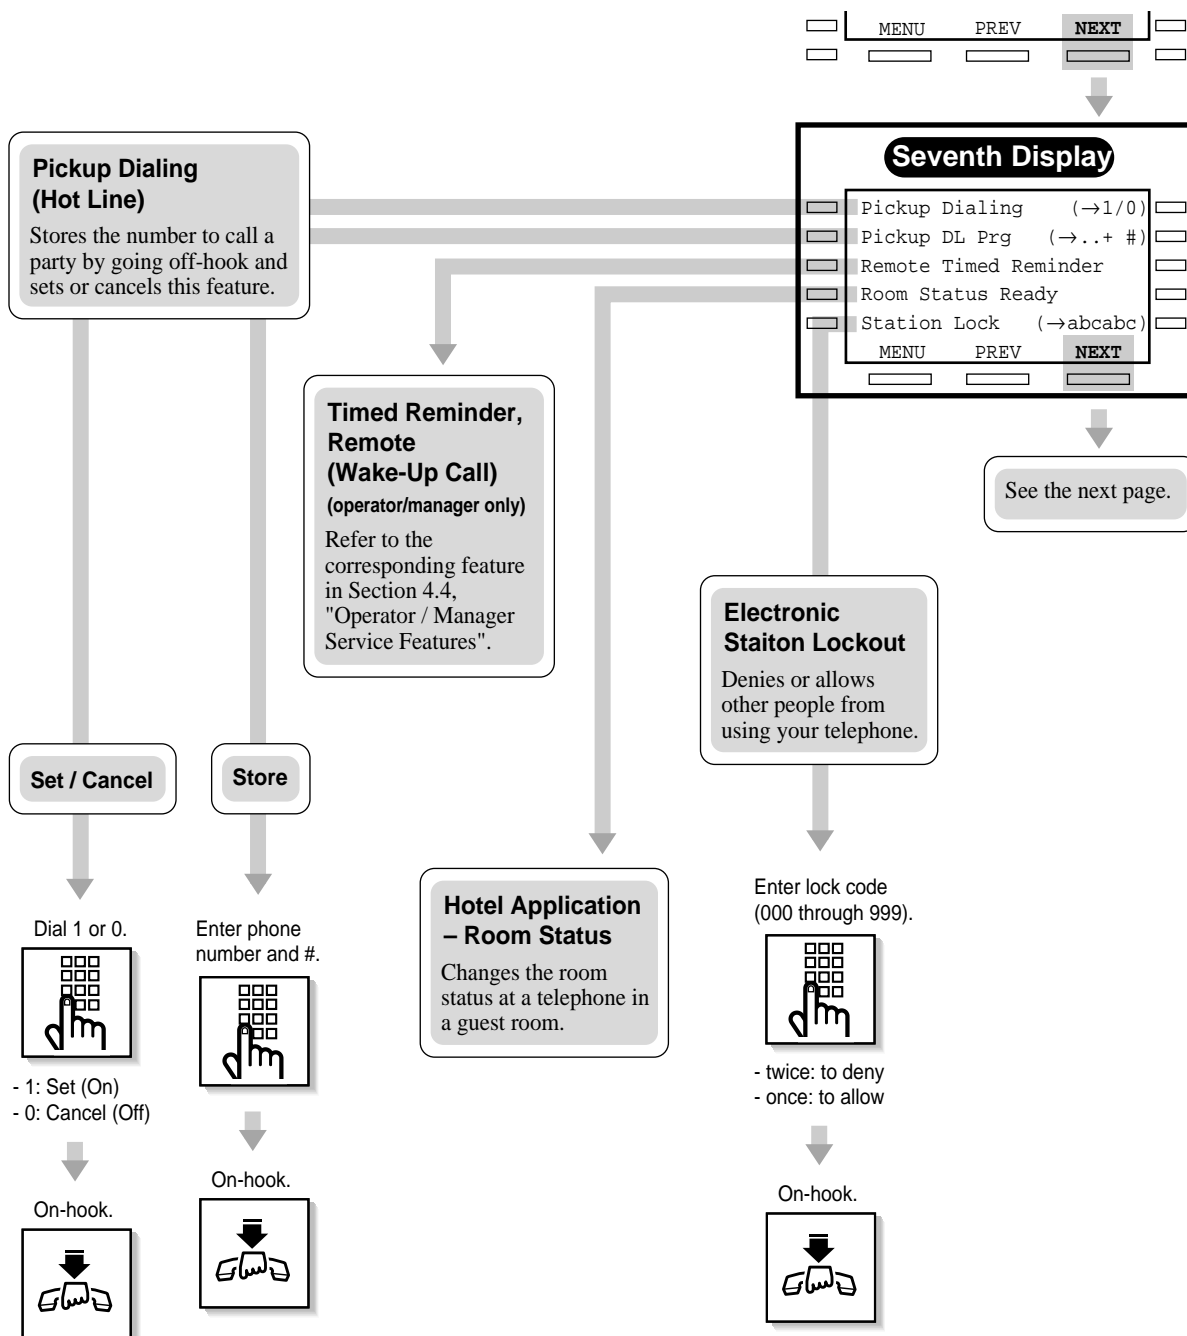 MENU PREV NEXT
Seventh Display
Pickup Dialing (→1/0)
Pickup DL Prg (→..+ #)
Remote Timed Reminder
Room Status Ready
Station Lock (→abcabc)
MENU PREV NEXT
See the next page.
Pickup Dialing
(Hot Line)
Stores the number to call a
party by going off-hook and
sets or cancels this feature.
Timed Reminder,
Remote
(Wake-Up Call)
(operator/manager only)
Refer to the
corresponding feature
in Section 4.4,
"Operator / Manager
Service Features".
Electronic
Staiton Lockout
Denies or allows
other people from
using your telephone.
Set / Cancel
Store
Hotel Application
– Room Status
Changes the room
status at a telephone in
a guest room.
Dial 1 or 0.
- 1: Set (On)
- 0: Cancel (Off)
On-hook.
Enter phone
number and #.
On-hook.
Enter lock code
(000 through 999).
- twice: to deny
- once: to allow
On-hook.